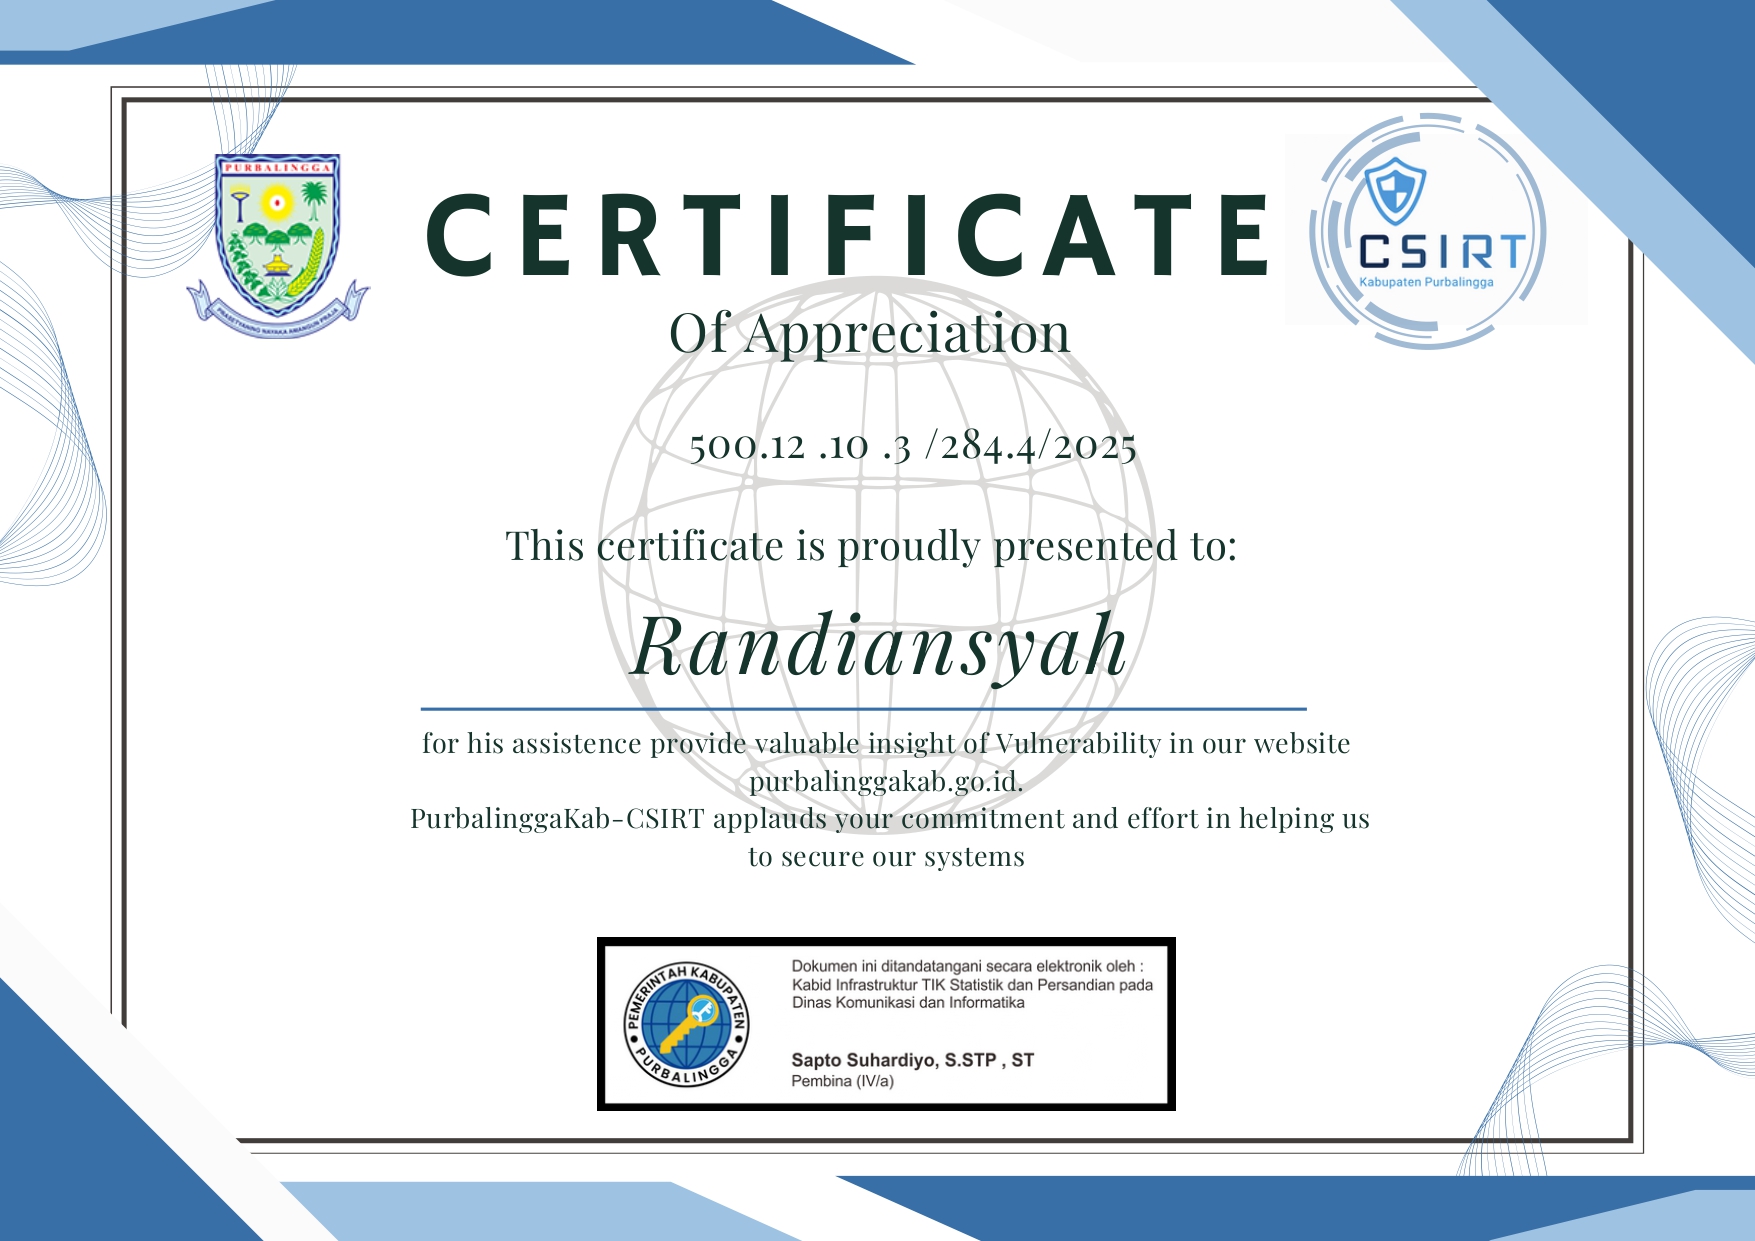 PURBALINGGA
PRASETYANING NAYAKA AMANGUN PRAJA
CERTIFICATE
CSIRT
Kabupaten Purbalingga
Of Appreciation
500.12 .10 .3 /284.4/2025
This certificate is proudly presented to:
Randiansyah
for his assistence provide valuable insight of Vulnerability in our website
purbalinggakab.go.id.
PurbalinggaKab-CSIRT applauds your commitment and effort in helping us
to secure our systems
PEMERINTAH KABUPATEN
PURBALINGGA
Dokumen ini ditandatangani secara elektronik oleh :
Kabid Infrastruktur TIK Statistik dan Persandian pada
Dinas Komunikasi dan Informatika
Sapto Suhardiyo, S.STP , ST
Pembina (IV/a)